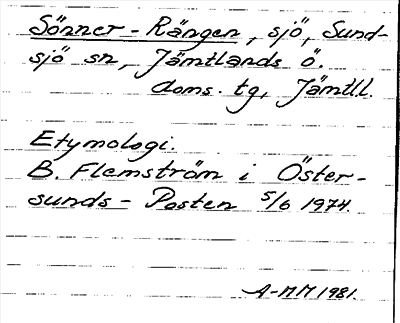 Sönner-Rängen, sjö, Sund-
sjö sn, Jämtlands ö.
doms. tg, Jämtl.l.
Etymologi.
B. Flemström i Öster-
sunds-Posten 5/6 1974.
A-MM 1981.